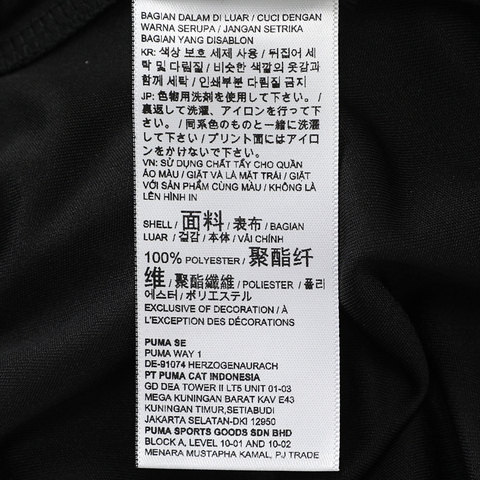 BAGIAN DALAM DI LUAR / CUCI DENGAN
WARNA SERUPA / JANGAN SETRIKA
BAGIAN YANG DISABLON
KR: 색상 보호 세제 사용 / 뒤집어 세
탁 및 다림질 / 비슷한 색깔의 옷감과
함께 세탁 / 인쇄부분 다림질 금지
JP: 色物用洗剤を使用して下さい。/
裏返して洗濯、アイロンを行って下
さい。/ 同系色のものと一緒に洗濯
して下さい / プリント面にはアイロ
ンをかけないで下さい。
VN: SỬ DỤNG CHẤT TẨY CHO QUẦN
ÁO MÀU / GIẶT VÀ LÀ MẶT TRÁI / GIẶT
VỚI SẢN PHẨM CÙNG MÀU / KHÔNG LÀ
LÊN HÌNH IN
SHELL / 面料 / 表布 / BAGIAN
LUAR / 겉감 / 本体 / VẢI CHÍNH
100% POLYESTER / 聚酯纤
维 / 聚酯纖維 / POLIESTER / 폴리
에스터 / ポリエステル
EXCLUSIVE OF DECORATION / À
L'EXCEPTION DES DÉCORATIONS
PUMA SE
PUMA WAY 1
DE-91074 HERZOGENAURACH
PT PUMA CAT INDONESIA
GD DEA TOWER II LT5 UNIT 01-03
MEGA KUNINGAN BARAT KAV E43
KUNINGAN TIMUR,SETIABUDI
JAKARTA SELATAN-DKI 12950
PUMA SPORTS GOODS SDN BHD
BLOCK A, LEVEL 10-01 AND 10-02
MENARA MUSTAPHA KAMAL, PJ TRADE